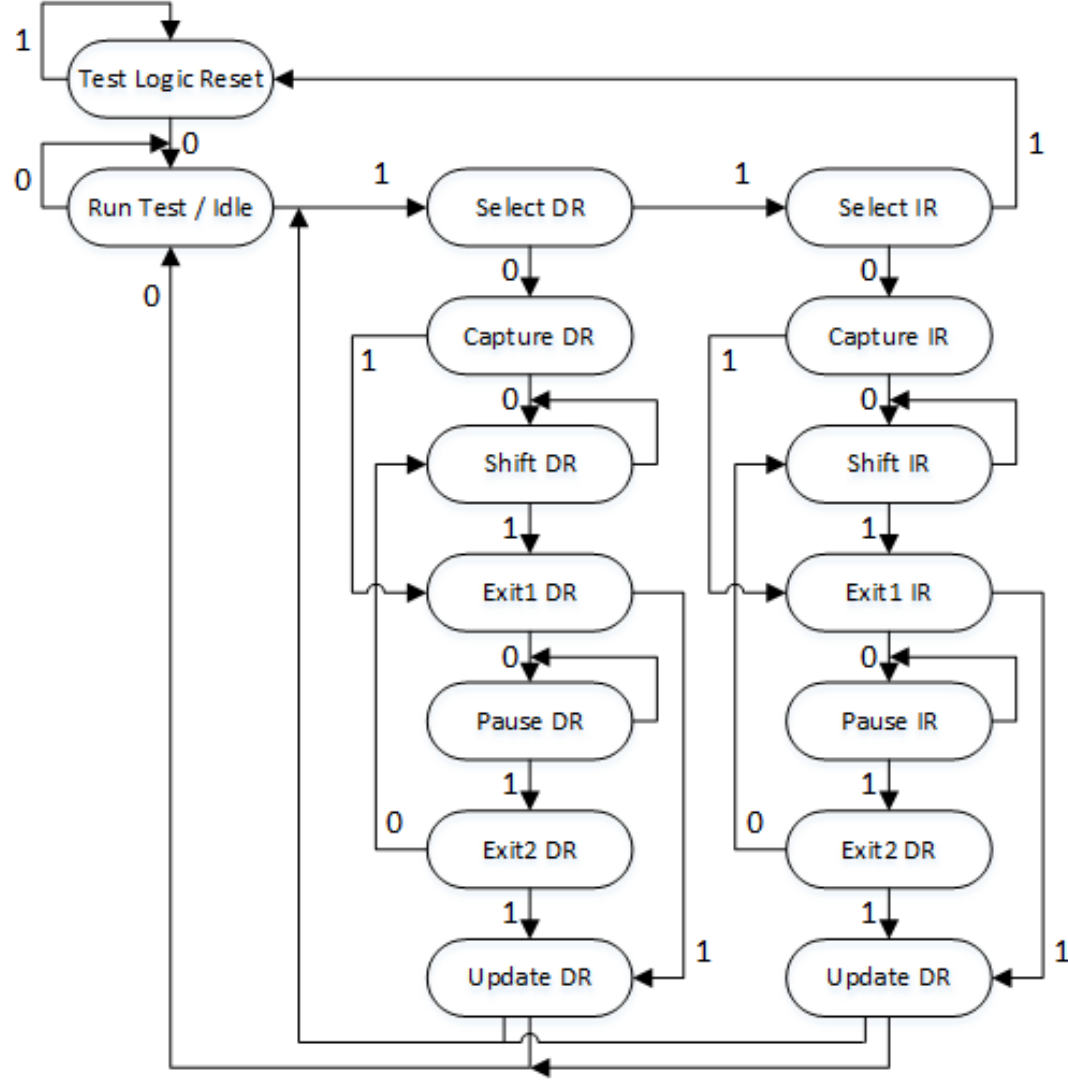 1
Test Logic Reset
0
1
0
Run Test / Idle
1
Select DR
1
Select IR
0
0
0
Capture DR
Capture IR
1
1
0
0
Shift DR
Shift IR
1
1
Exit1 DR
Exit1 IR
0
0
Pause DR
Pause IR
1
1
0
0
Exit2 DR
Exit2 DR
1
1
1
1
Update DR
Update DR